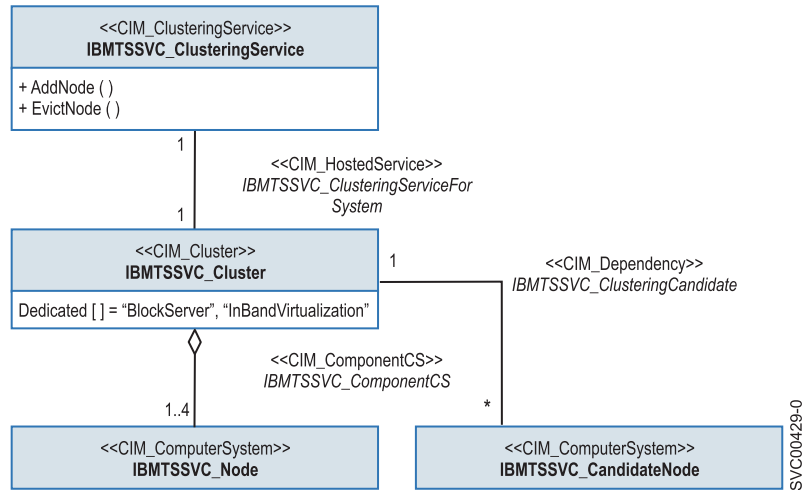 <<CIM_ClusteringService>>
IBMTSSVC_ClusteringService
+ AddNode ( )
+ EvictNode ( )
1
<<CIM_HostedService>>
IBMTSSVC_ClusteringServiceFor
System
1
<<CIM_Cluster>>
IBMTSSVC_Cluster
Dedicated [ ] = “BlockServer”, “InBandVirtualization”
1
<<CIM_Dependency>>
IBMTSSVC_ClusteringCandidate
<<CIM_ComponentCS>>
IBMTSSVC_ComponentCS
1..4
*
<<CIM_ComputerSystem>>
IBMTSSVC_Node
<<CIM_ComputerSystem>>
IBMTSSVC_CandidateNode
SVC00429-0